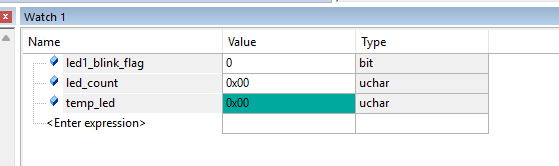 Watch 1
Name Value Type
led1_blink_flag 0 bit
led_count 0x00 uchar
temp_led 0x00 uchar
<Enter expression>